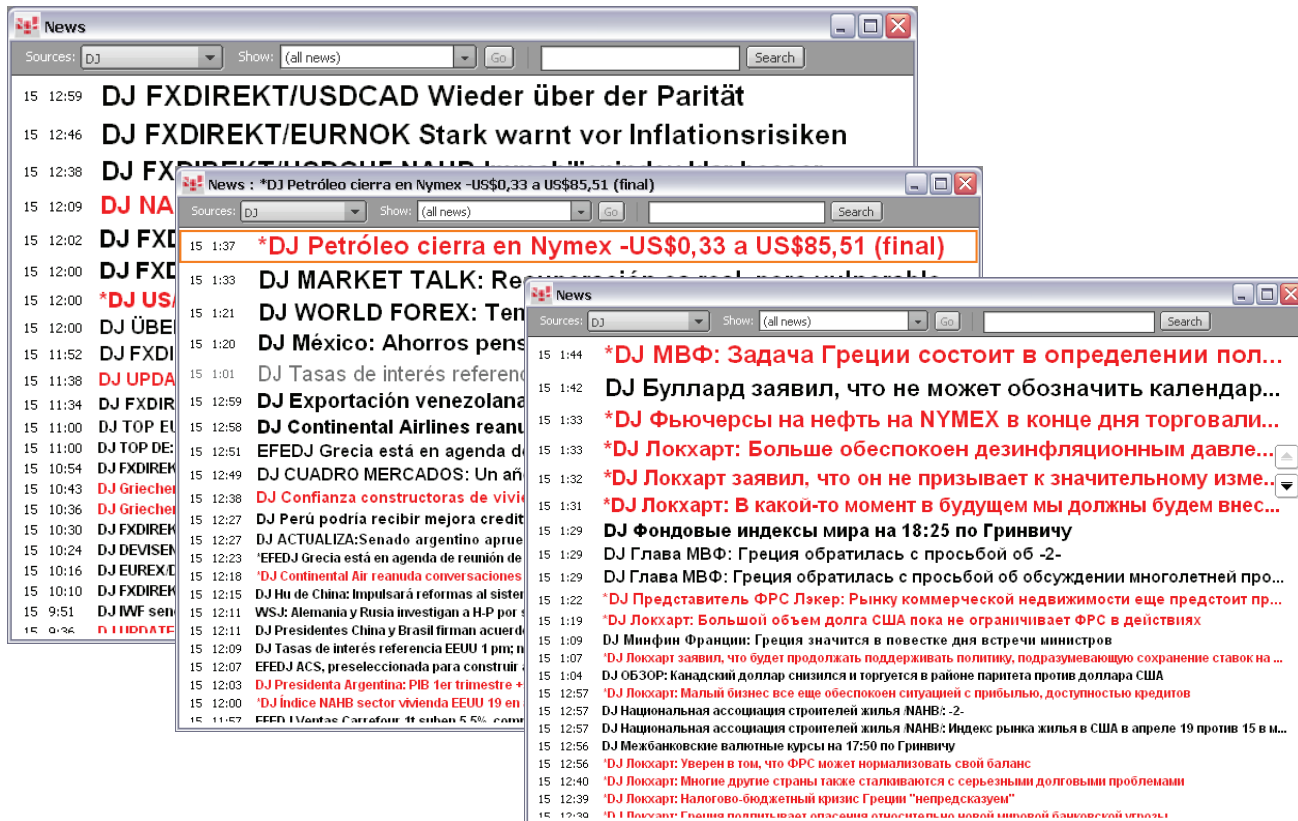 News
Sources: DJ Show: (all news) Go Search
15 12:59 DJ FXDIREKT/USDCAD Wieder über der Parität
15 12:46 DJ FXDIREKT/EURNOK Stark warnt vor Inflationsrisiken
15 12:38 DJ
15 12:09 DJ
15 12:02 DJ
15 12:00 DJ
15 12:00 *DJ
15 12:00 DJ
15 11:52 DJ
15 11:38 DJ
15 11:34 DJ
15 11:00 DJ TOP
15 11:00 DJ TOP DE:
15 10:54 DJ
15 10:43 DJ
15 10:36 DJ
15 10:30 DJ
15 10:24 DJ
15 10:16 DJ
15 10:10 DJ
15 9:51 DJ IWF
15 9:36
News : *DJ Petróleo cierra en Nymex -US$0,33 a US$85,51 (final)
Sources: DJ Show: (all news) Go Search
15 1:37 *DJ Petróleo cierra en Nymex -US$0,33 a US$85,51 (final)
15 1:33 DJ MARKET TALK:
15 1:21 DJ WORLD FOREX:
15 1:20 DJ México: Ahorros
15 1:01 DJ Tasas de interés
15 12:59 DJ Exportación venezolana
15 12:58 DJ Continental Airlines
15 12:51 EFEDJ Grecia está en agenda
15 12:49 DJ CUADRO MERCADOS: Un
15 12:38 DJ Confianza constructoras de
15 12:27 DJ Perú podría recibir mejora
15 12:27 DJ ACTUALIZA:Senado argentino
15 12:23 *EFEDJ Grecia está en agenda de reunión de
15 12:18 *DJ Continental Air reanuda conversaciones
15 12:15 DJ Hu de China: Impulsará reformas al
15 12:11 WSJ: Alemania y Rusia investigan a H-P por
15 12:11 DJ Presidentes China y Brasil firman
15 12:09 DJ Tasas de interés referencia EEUU 1 pm;
15 12:07 EFEDJ ACS, preseleccionada para construir
15 12:03 DJ Presidenta Argentina: PIB 1er trimestre +
15 12:00 *DJ Índice NAHB sector vivienda EEUU 19 en
15 11:57 EFEDJ Ventas Carrefour 1t suben 5,5%,
News
Sources: DJ Show: (all news) Go Search
15 1:44 *DJ МВФ: Задача Греции состоит в определении пол...
15 1:42 DJ Буллард заявил, что не может обозначить календар...
15 1:33 *DJ Фьючерсы на нефть на NYMEX в конце дня торговали...
15 1:33 *DJ Локхарт: Больше обеспокоен дезинфляционным давле...
15 1:32 *DJ Локхарт заявил, что он не призывает к значительному изме...
15 1:31 *DJ Локхарт: В какой-то момент в будущем мы должны будем внес...
15 1:29 DJ Фондовые индексы мира на 18:25 по Гринвичу
15 1:29 DJ Глава МВФ: Греция обратилась с просьбой об -2-
15 1:29 DJ Глава МВФ: Греция обратилась с просьбой об обсуждении многолетней про...
15 1:22 *DJ Представитель ФРС Лэкер: Рынку коммерческой недвижимости еще предстоит пр...
15 1:19 *DJ Локхарт: Большой объем долга США пока не ограничивает ФРС в действиях
15 1:09 DJ Минфин Франции: Греция значится в повестке дня встречи министров
15 1:07 *DJ Локхарт заявил, что будет продолжать поддерживать политику, подразумевающую сохранение ставок на ...
15 1:04 DJ ОБЗОР: Канадский доллар снизился и торгуется в районе паритета против доллара США
15 12:57 *DJ Локхарт: Малый бизнес все еще обеспокоен ситуацией с прибылью, доступностью кредитов
15 12:57 DJ Национальная ассоциация строителей жилья /NAHB/: -2-
15 12:57 DJ Национальная ассоциация строителей жилья /NAHB/: Индекс рынка жилья в США в апреле 19 против 15 в м...
15 12:56 DJ Межбанковские валютные курсы на 17:50 по Гринвичу
15 12:56 *DJ Локхарт: Уверен в том, что ФРС может нормализовать свой баланс
15 12:40 *DJ Локхарт: Многие другие страны также сталкиваются с серьезными долговыми проблемами
15 12:39 *DJ Локхарт: Налогово-бюджетный кризис Греции "непредсказуем"
15 12:39 *DJ Локхарт: Греция подпитывает опасения относительно новой мировой банковской угрозы